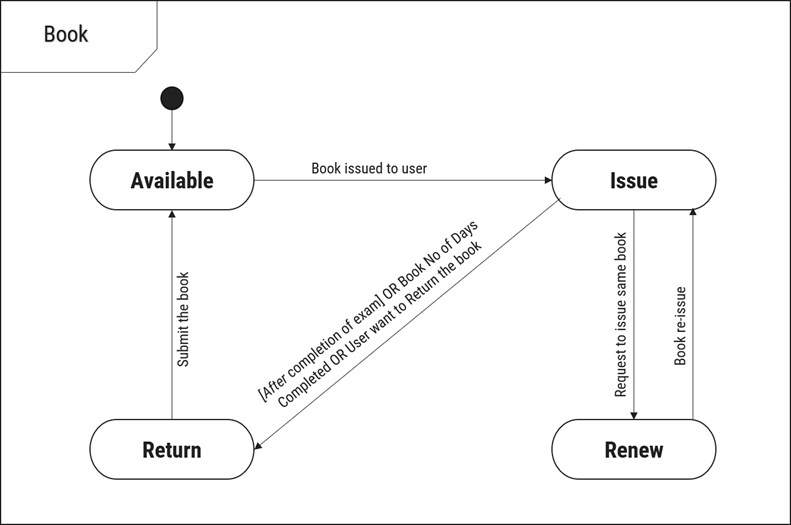 Book
Available
Book issued to user
Issue
Submit the book
[After completion of exam] OR Book No of Days
Completed OR User want to Return the book
Request to issue same book
Book re-issue
Return
Renew